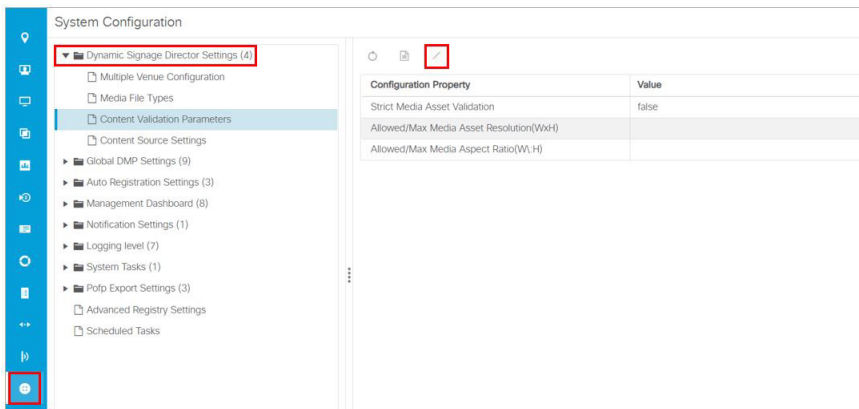 System Configuration
Dynamic Signage Director Settings (4)
Multiple Venue Configuration
Media File Types
Content Validation Parameters
Content Source Settings
Global DMP Settings (9)
Auto Registration Settings (3)
Management Dashboard (8)
Notification Settings (1)
Logging level (7)
System Tasks (1)
Pofp Export Settings (3)
Advanced Registry Settings
Scheduled Tasks
Configuration Property Value
Strict Media Asset Validation false
Allowed/Max Media Asset Resolution(WxH)
Allowed/Max Media Aspect Ratio(W\:H)